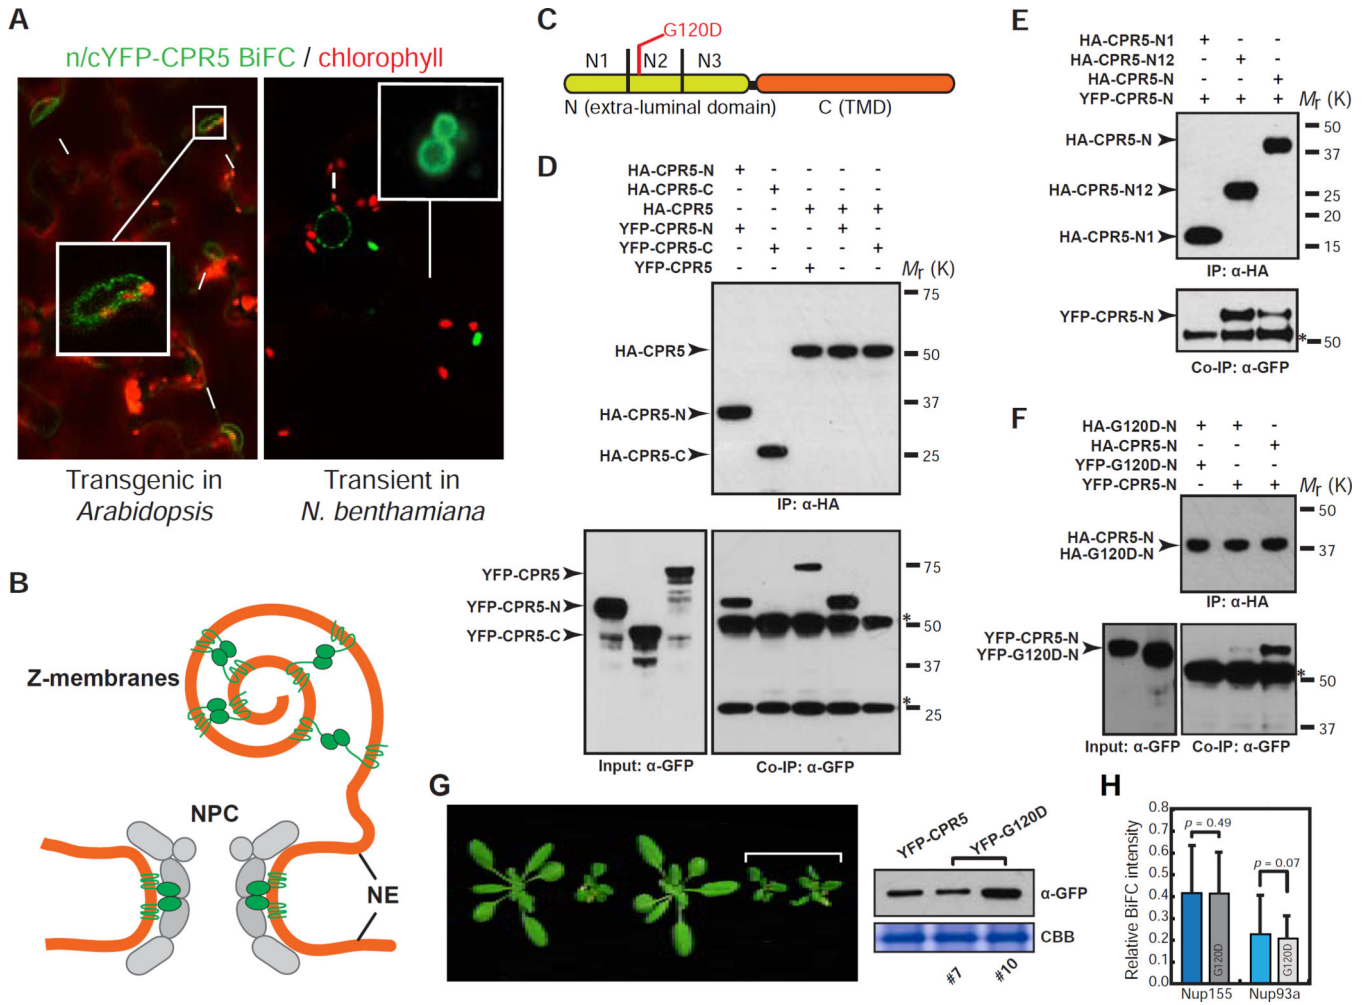 A
n/cYFP-CPR5 BiFC / chlorophyll
Transgenic in
Arabidopsis
Transient in
N. benthamiana
B
Z-membranes
NPC
NE
C
G120D
N1 N2 N3
N (extra-luminal domain) C (TMD)
D
HA-CPR5-N + - - - -
HA-CPR5-C - + - - -
HA-CPR5 - - + + +
YFP-CPR5-N + - - + -
YFP-CPR5-C - + - - +
YFP-CPR5 - - + - -
Mr (K)
75
HA-CPR5
50
37
HA-CPR5-N
HA-CPR5-C
25
IP: α-HA
YFP-CPR5
75
YFP-CPR5-N
* 50
YFP-CPR5-C
37
* 25
Input: α-GFP
Co-IP: α-GFP
E
HA-CPR5-N1 + - -
HA-CPR5-N12 - + -
HA-CPR5-N - - +
YFP-CPR5-N + + +
Mr (K)
50
HA-CPR5-N
37
HA-CPR5-N12
25
20
HA-CPR5-N1
15
IP: α-HA
YFP-CPR5-N
* 50
Co-IP: α-GFP
F
HA-G120D-N + + -
HA-CPR5-N - - +
YFP-G120D-N + - -
YFP-CPR5-N - + +
Mr (K)
50
HA-CPR5-N
HA-G120D-N
37
IP: α-HA
YFP-CPR5-N
YFP-G120D-N
* 50
37
Input: α-GFP
Co-IP: α-GFP
G
YFP-CPR5
YFP-G120D
α-GFP
CBB
#7
#10
H
Relative BiFC intensity
0.8
0.7
0.6
0.5
0.4
0.3
0.2
0.1
0.0
p = 0.49
p = 0.07
G120D
G120D
Nup155
Nup93a